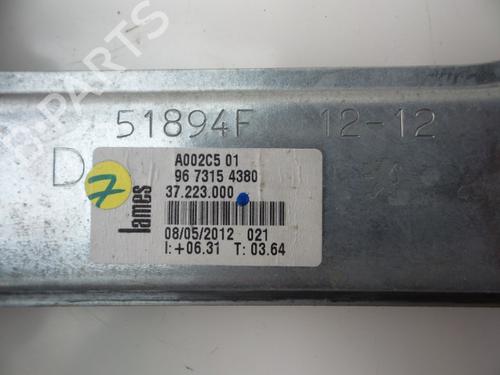 51894F 12-12
D
7
A002C5 01
96 7315 4380
37.223.000
lames
08/05/2012 021
I:+06.31 T: 03.64
B-PARTS